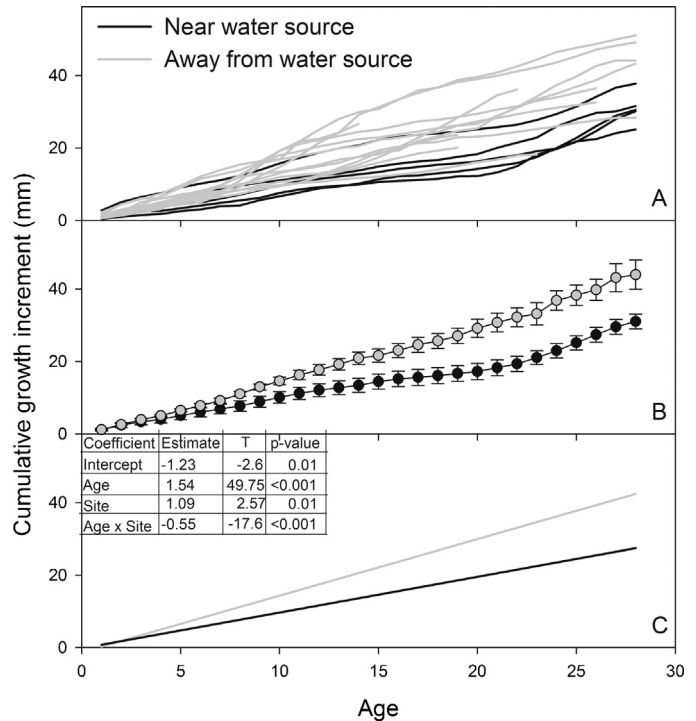 Near water source
Away from water source
40
20
0
A
Cumulative growth increment (mm)
40
20
0
B
Coefficient Estimate T p-value
Intercept -1.23 -2.6 0.01
Age 1.54 49.75 <0.001
Site 1.09 2.57 0.01
Age x Site -0.55 -17.6 <0.001
40
20
0
C
0 5 10 15 20 25 30
Age